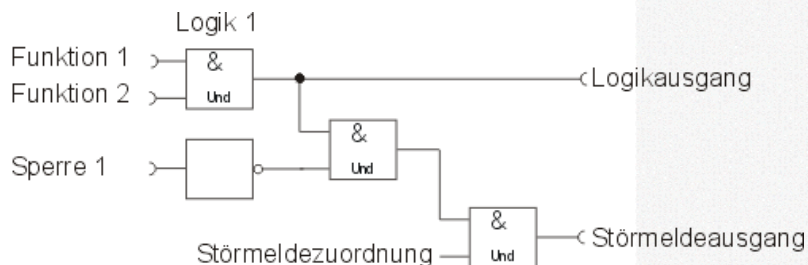 Logik 1
Funktion 1
&
Logikausgang
Funktion 2
Und
&
Sperre 1
Und
&
Störmeldeausgang
Störmeldezuordnung
Und